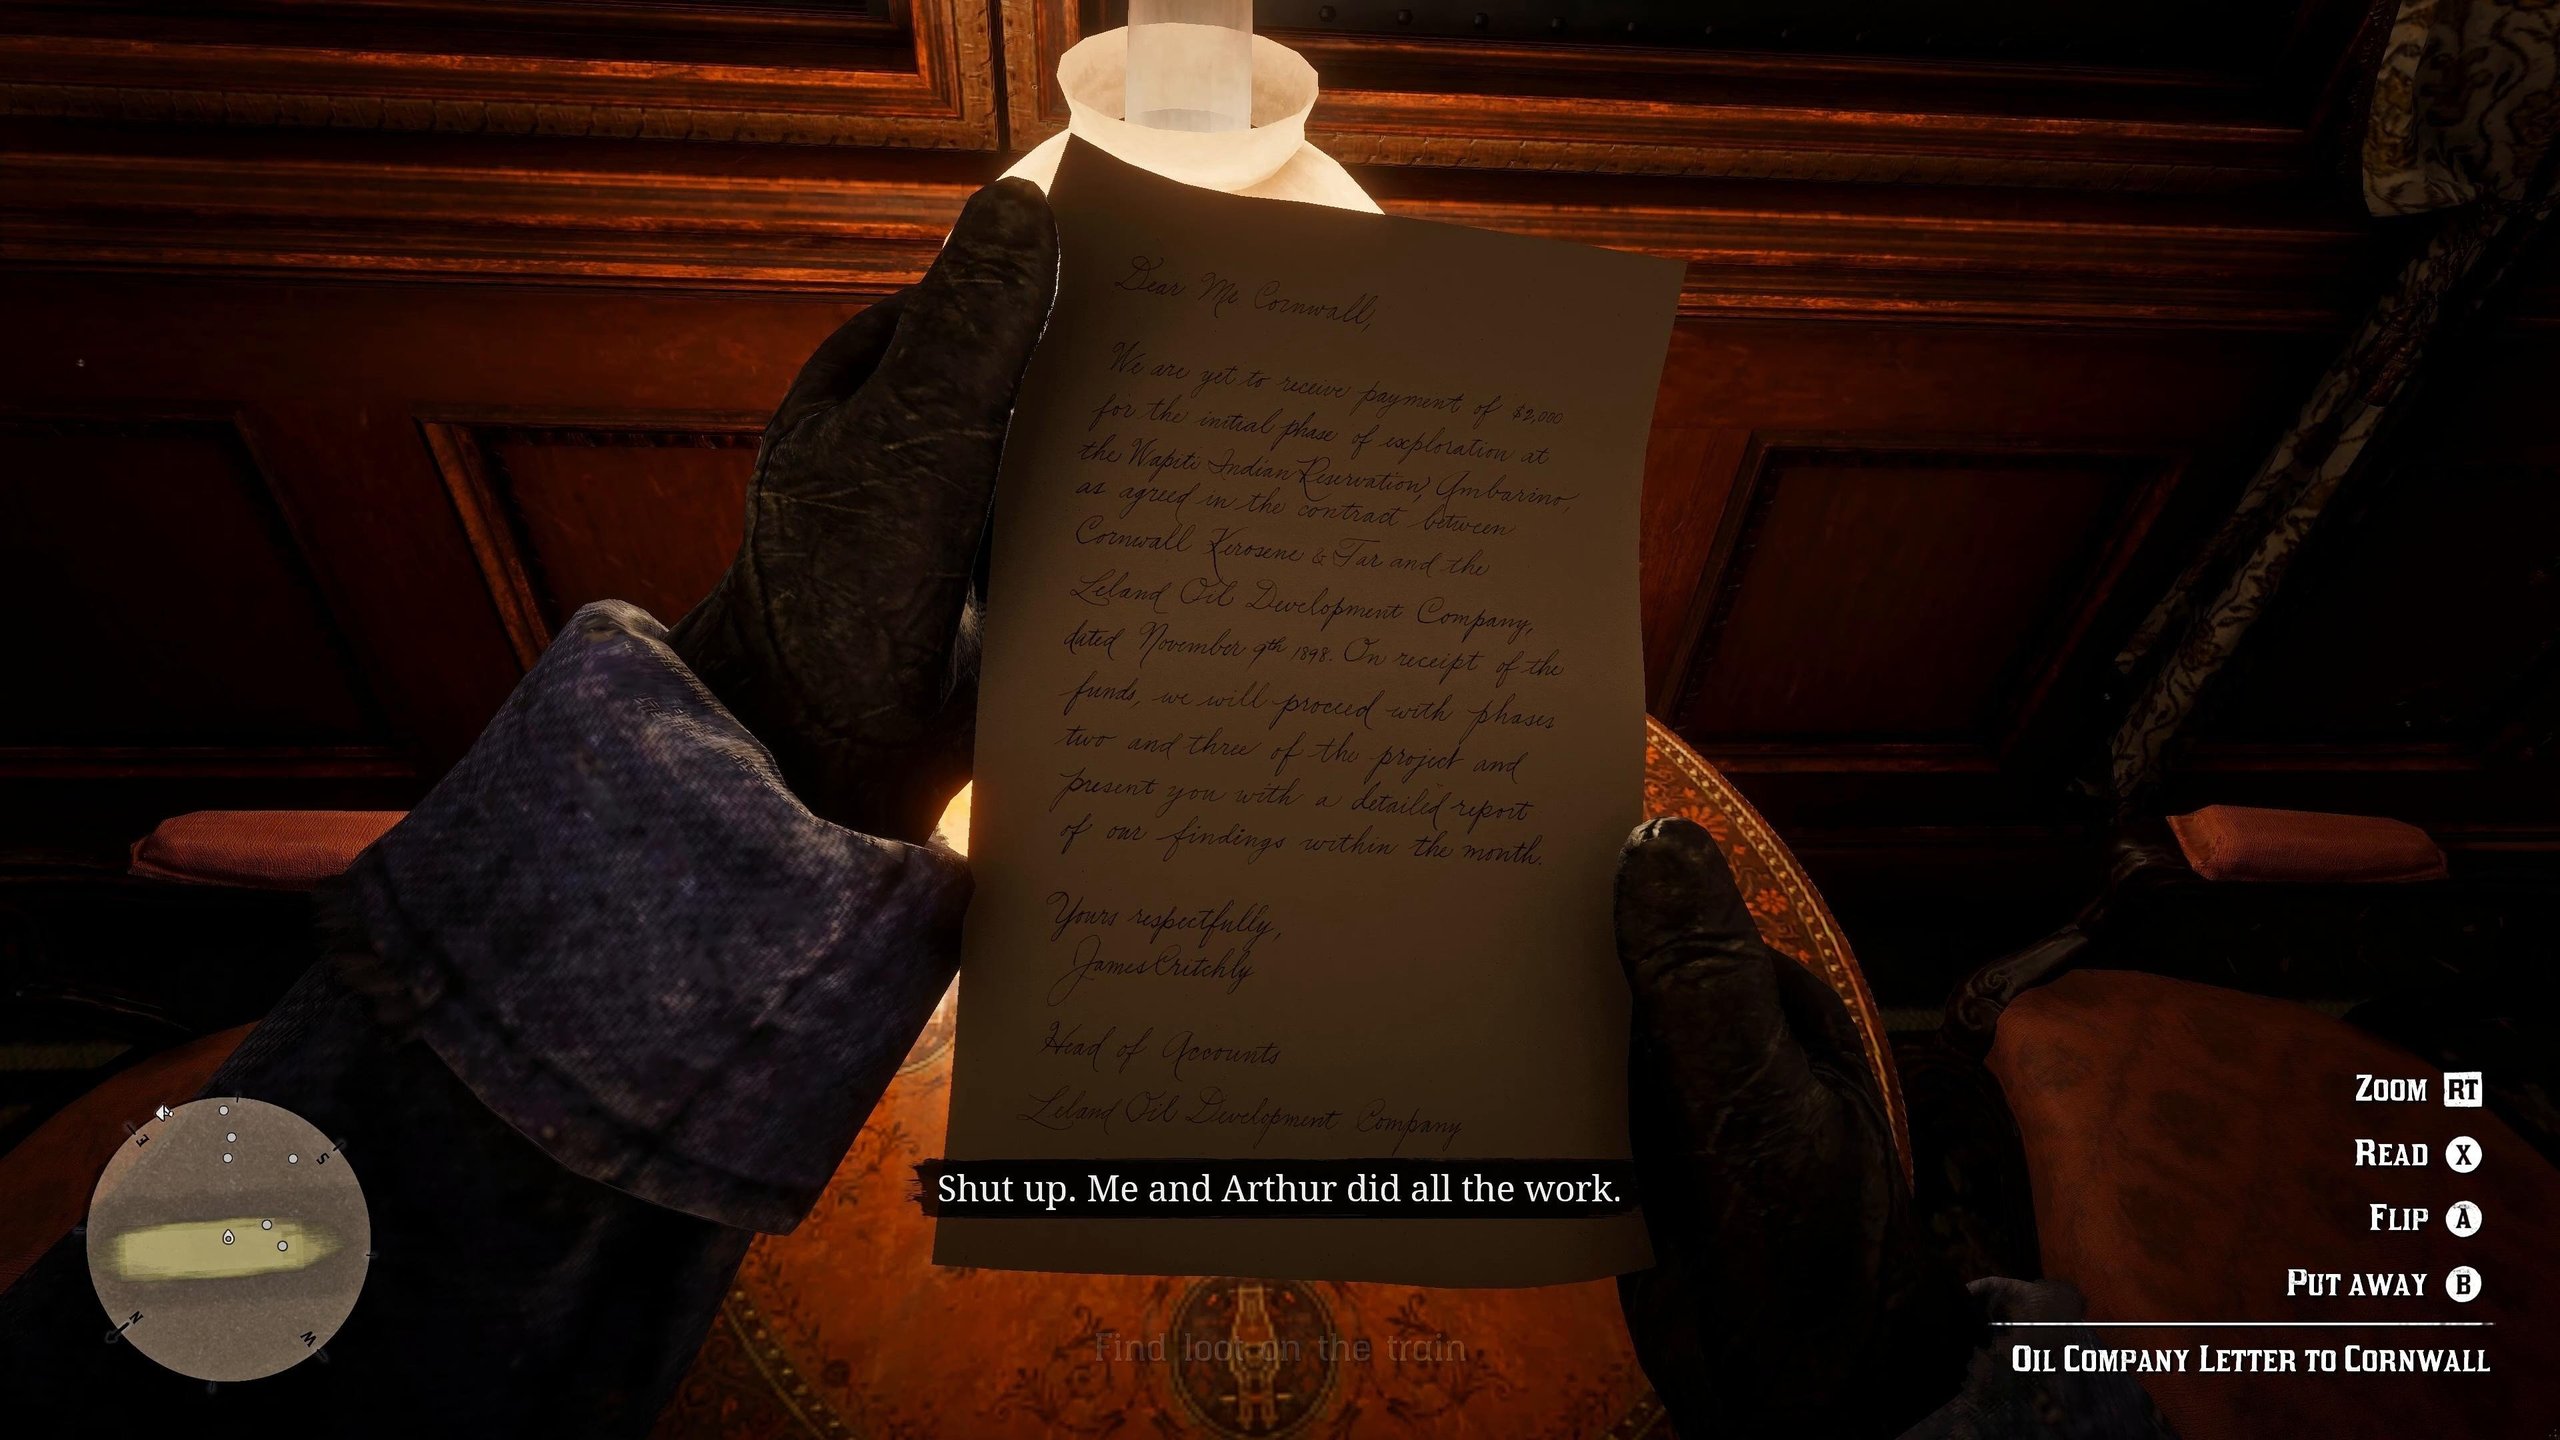 Dear Mr. Cornwall,
We are yet to receive payment of $2,000
for the initial phase of exploration at
the Wapiti Indian Reservation, Ambarino,
as agreed in the contract between
Cornwall Kerosene & Tar and the
Leland Oil Development Company,
dated November 9th 1898. On receipt of the
funds, we will proceed with phases
two and three of the project and
present you with a detailed report
of our findings within the month.
Yours respectfully,
James Critchly
Head of Accounts
Leland Oil Development Company
Shut up. Me and Arthur did all the work.
Find loot on the train
E
S
N
W
ZOOM RT
READ X
FLIP A
PUT AWAY B
OIL COMPANY LETTER TO CORNWALL